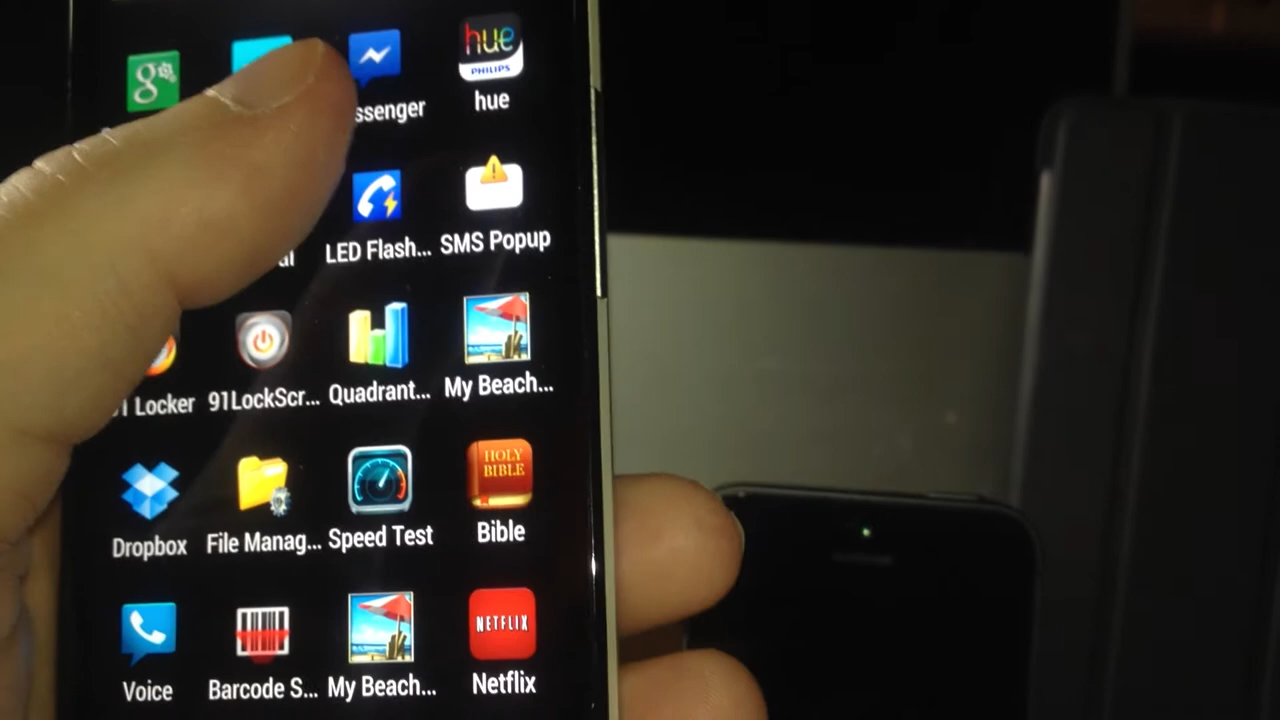 g
hue
PHILIPS
ssenger
hue
LED Flash...
SMS Popup
1 Locker
91LockScr...
Quadrant...
My Beach...
HOLY
BIBLE
Dropbox
File Manag...
Speed Test
Bible
NETFLIX
Voice
Barcode S...
My Beach...
Netflix